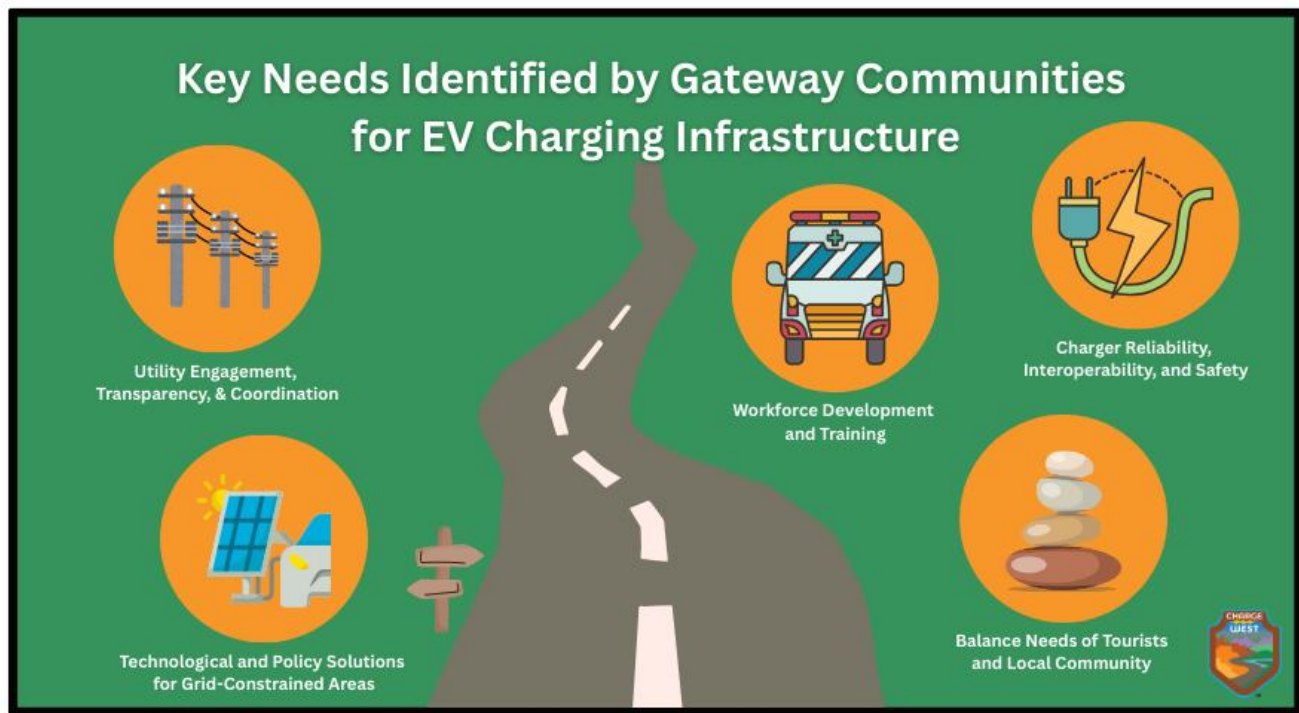 Key Needs Identified by Gateway Communities
for EV Charging Infrastructure
Utility Engagement,
Transparency, & Coordination
Workforce Development
and Training
Charger Reliability,
Interoperability, and Safety
Technological and Policy Solutions
for Grid-Constrained Areas
Balance Needs of Tourists
and Local Community
CHARGE
WEST